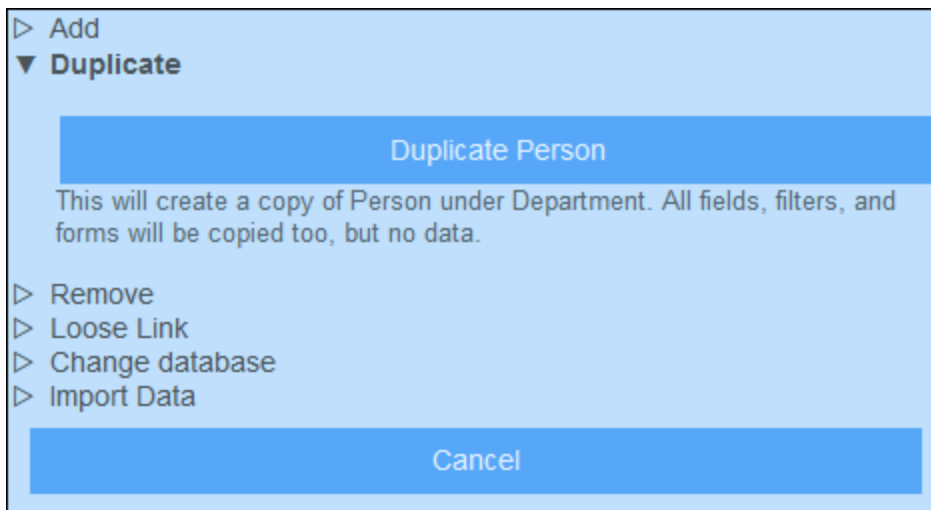 Add
Duplicate
Duplicate Person
This will create a copy of Person under Department. All fields, filters, and
forms will be copied too, but no data.
Remove
Loose Link
Change database
Import Data
Cancel